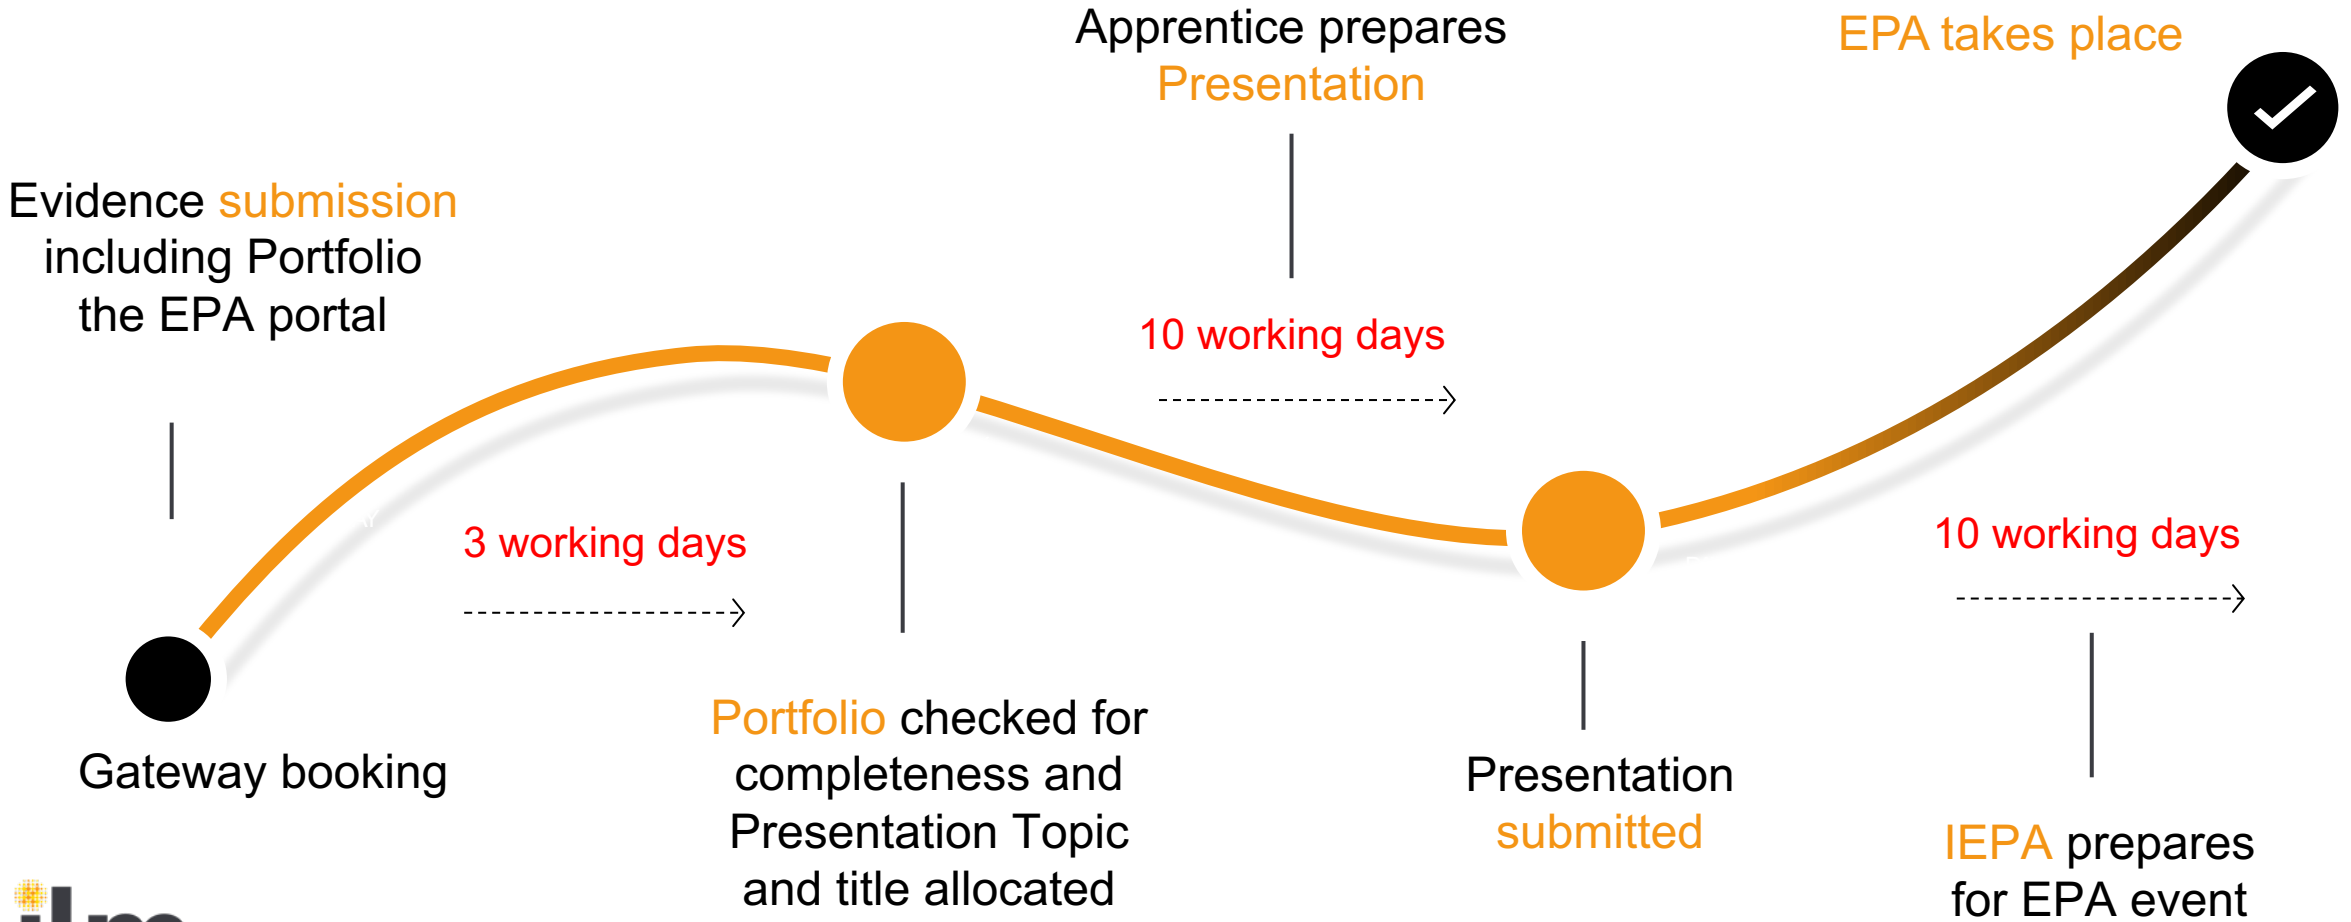 Apprentice prepares
Presentation
EPA takes place
Evidence submission
including Portfolio
the EPA portal
10 working days
3 working days
10 working days
Gateway booking
Portfolio checked for
completeness and
Presentation Topic
and title allocated
Presentation
submitted
IEPA prepares
for EPA event
ilm